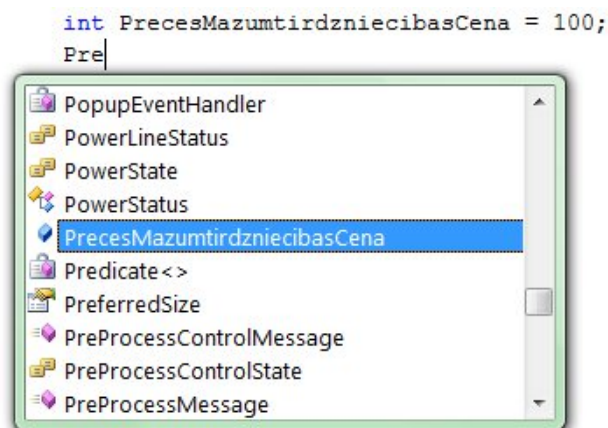 int PrecesMazumtirdzniecibasCena = 100;
Pre
PopupEventHandler
PowerLineStatus
PowerState
PowerStatus
PrecesMazumtirdzniecibasCena
Predicate<>
PreferredSize
PreProcessControlMessage
PreProcessControlState
PreProcessMessage